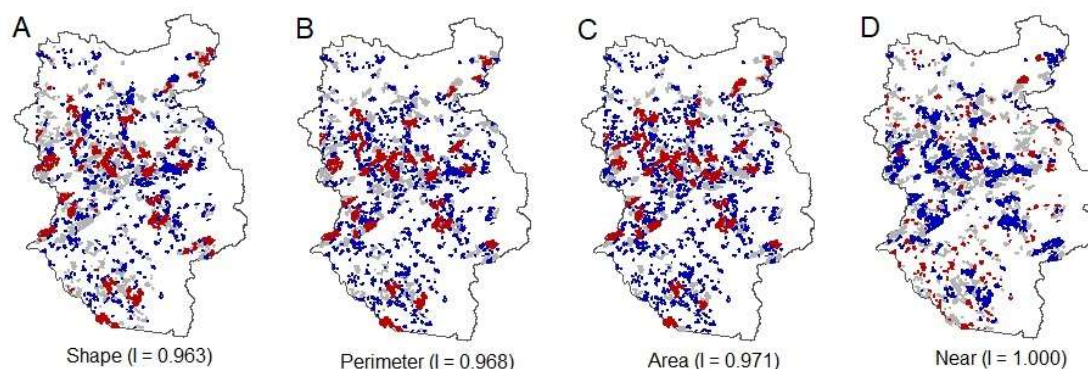 A
B
C
D
Shape (I = 0.963)
Perimeter (I = 0.968)
Area (I = 0.971)
Near (I = 1.000)